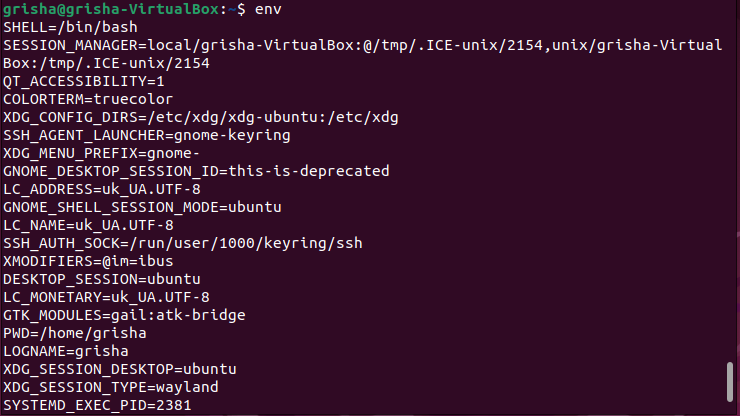 grisha@grisha-VirtualBox:~$ env
SHELL=/bin/bash
SESSION_MANAGER=local/grisha-VirtualBox:@/tmp/.ICE-unix/2154,unix/grisha-Virtual
Box:/tmp/.ICE-unix/2154
QT_ACCESSIBILITY=1
COLORTERM=truecolor
XDG_CONFIG_DIRS=/etc/xdg/xdg-ubuntu:/etc/xdg
SSH_AGENT_LAUNCHER=gnome-keyring
XDG_MENU_PREFIX=gnome-
GNOME_DESKTOP_SESSION_ID=this-is-deprecated
LC_ADDRESS=uk_UA.UTF-8
GNOME_SHELL_SESSION_MODE=ubuntu
LC_NAME=uk_UA.UTF-8
SSH_AUTH_SOCK=/run/user/1000/keyring/ssh
XMODIFIERS=@im=ibus
DESKTOP_SESSION=ubuntu
LC_MONETARY=uk_UA.UTF-8
GTK_MODULES=gail:atk-bridge
PWD=/home/grisha
LOGNAME=grisha
XDG_SESSION_DESKTOP=ubuntu
XDG_SESSION_TYPE=wayland
SYSTEMD_EXEC_PID=2381